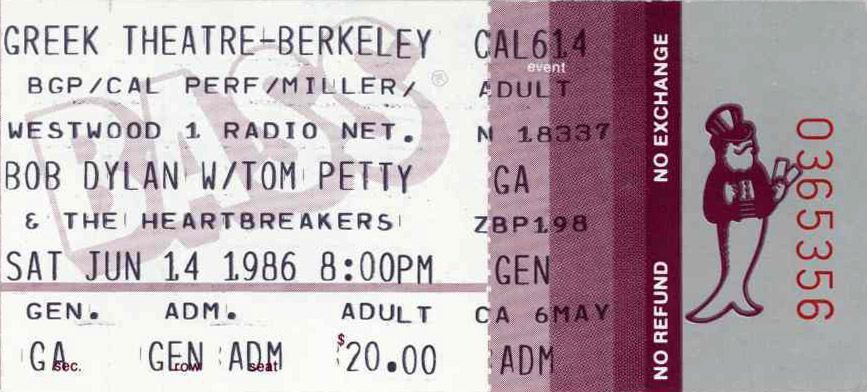 GREEK THEATRE-BERKELEY
BGP/CAL PERF/MILLER/
WESTWOOD 1 RADIO NET.
BOB DYLAN W/TOM PETTY
& THE HEARTBREAKERS
SAT JUN 14 1986 8:00PM
GEN. ADM. ADULT
GA GEN ADM $20.00
sec. row seat
BASS ®
CAL614
event
ADULT
N 18337
GA
ZBP198
GEN
CA 6MAY
ADM
NO REFUND NO EXCHANGE
0365356